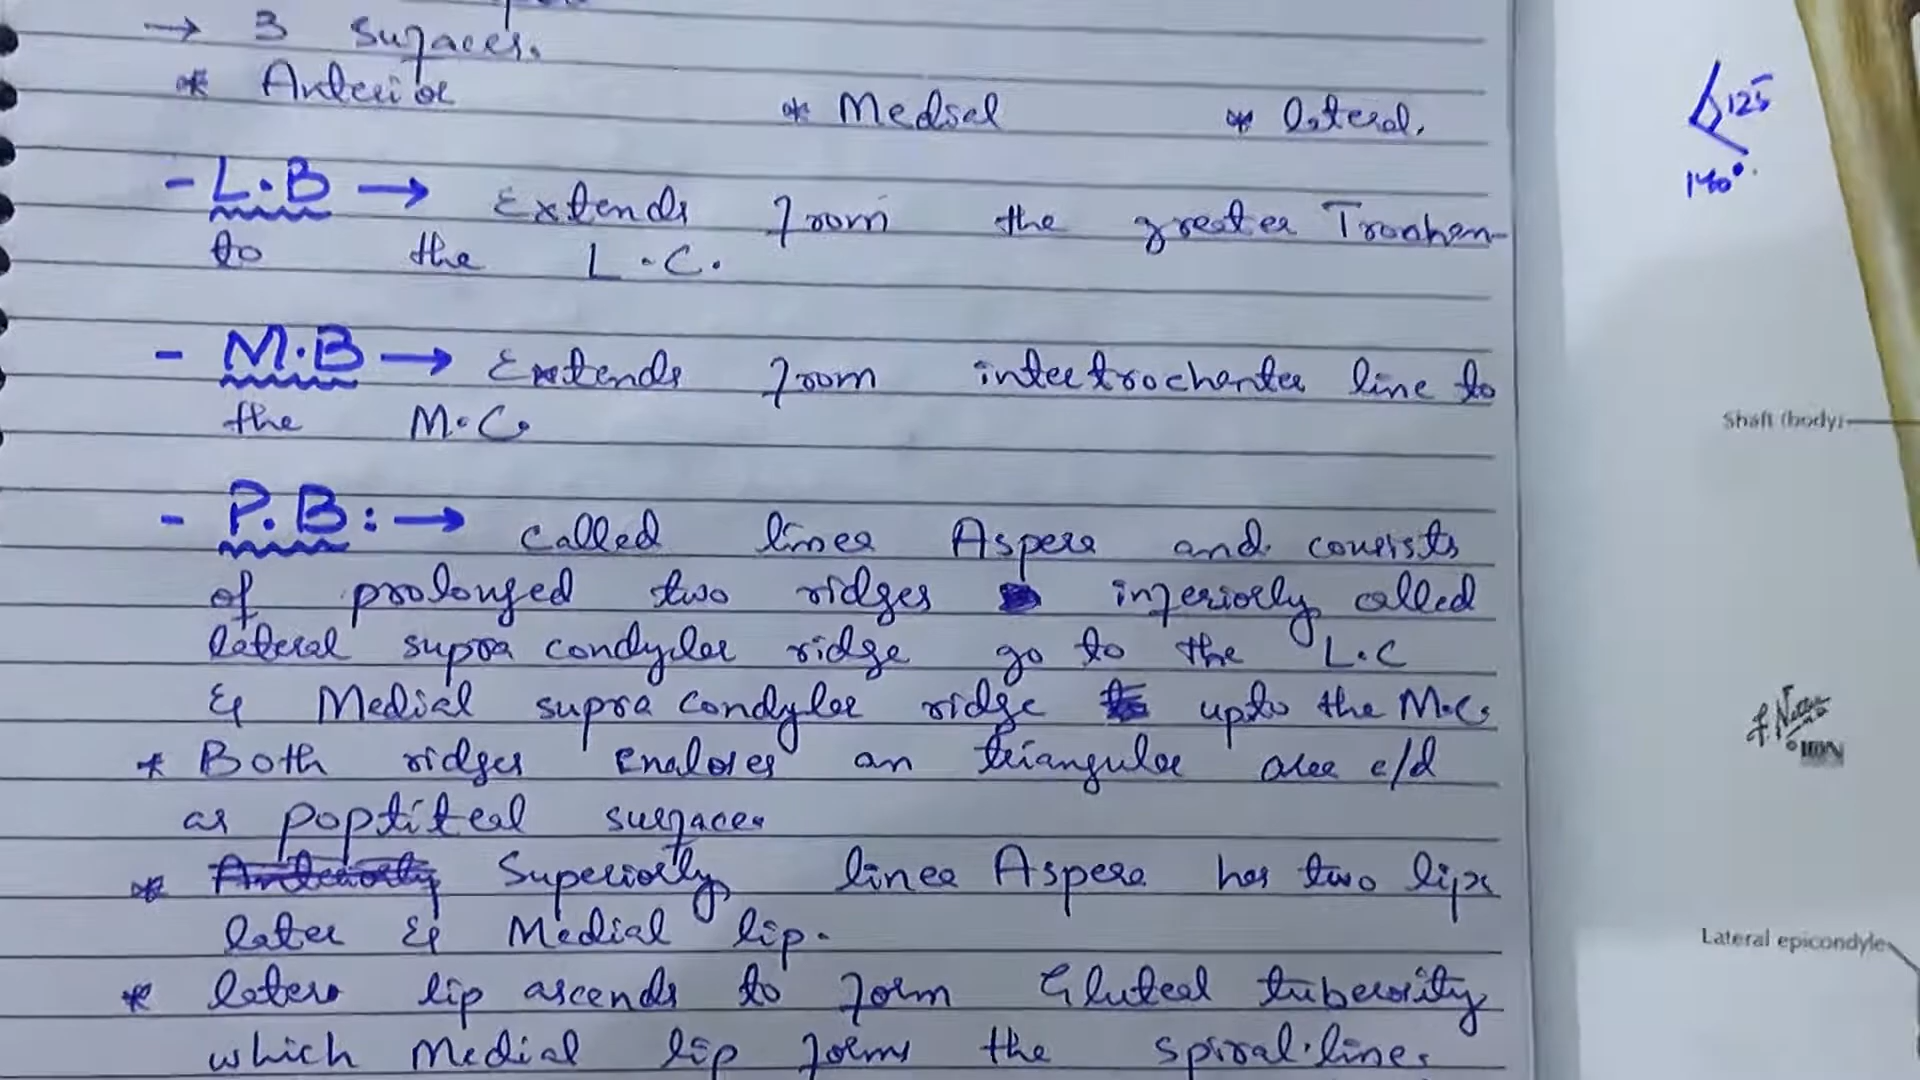 → 3 surfaces.
* Anterior * Medial * lateral.
- L.B → Extends from the greater Trochan-
to the L.C.
- M.B → Extends from intertrochanter line to
the M.C.
- P.B: → called linea Aspera and consists
of prolonged two ridges inferiorly called
lateral supra condyler ridge go to the L.C
& Medial supra condyler ridge upto the M.C.
* Both ridges encloses an triangular area c/d
as poptiteal surface.
* Superiorly linea Aspera has two lips
later & Medial lip.
* latero lip ascends to form Gluteal tuberosity
which Medial lip forms the spiral line.
125
140°.
Shaft (body)
Lateral epicondyle